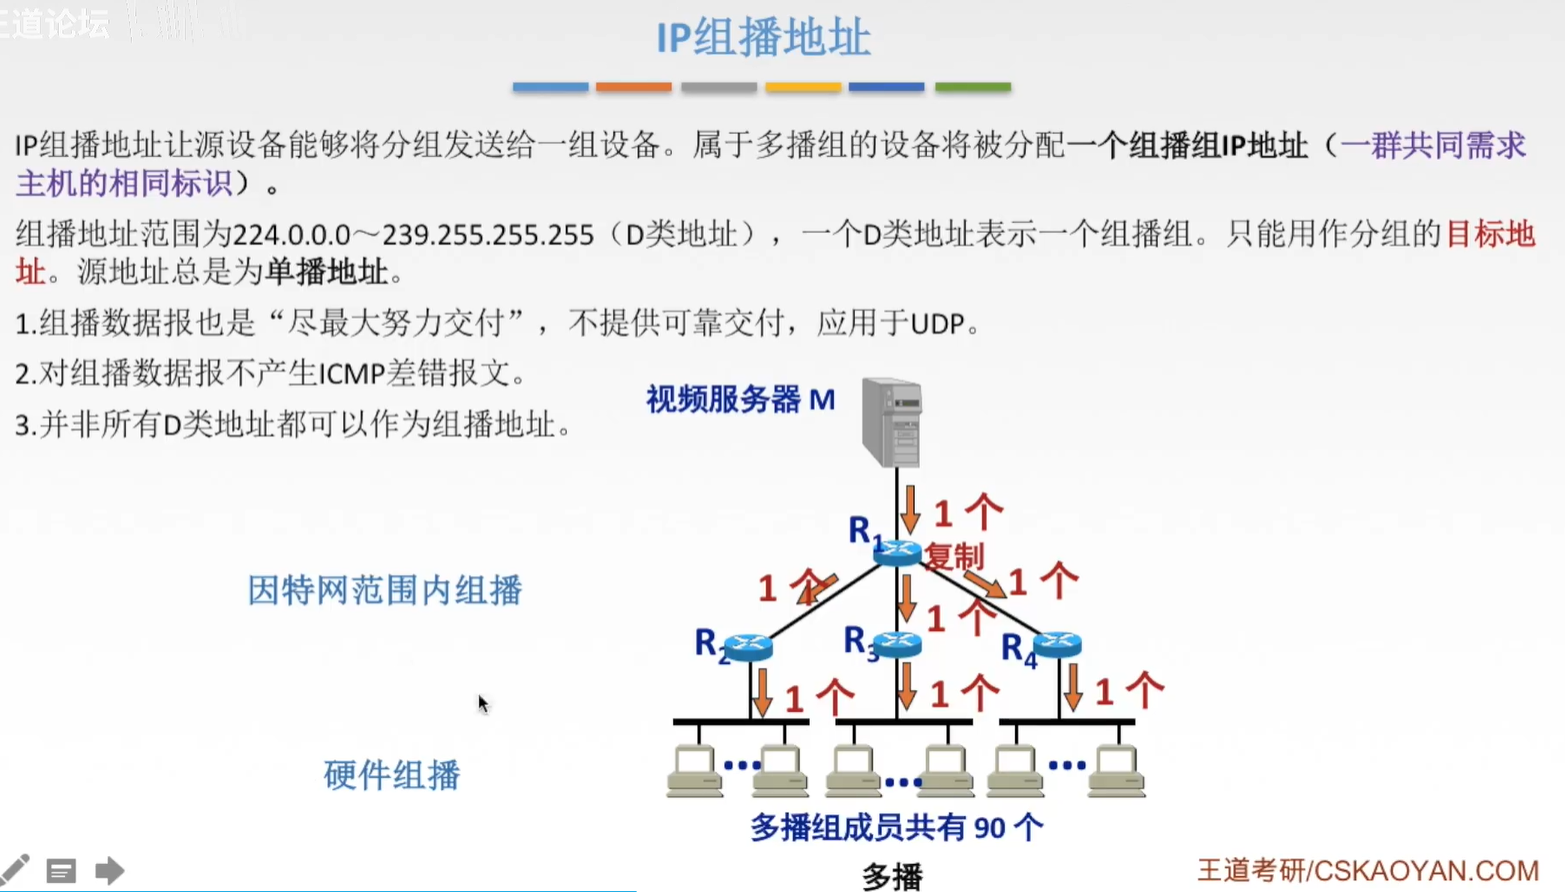 王道论坛
IP组播地址
IP组播地址让源设备能够将分组发送给一组设备。属于多播组的设备将被分配一个组播组IP地址（一群共同需求
主机的相同标识）。
组播地址范围为224.0.0.0～239.255.255.255（D类地址），一个D类地址表示一个组播组。只能用作分组的目标地
址。源地址总是为单播地址。
1.组播数据报也是“尽最大努力交付”，不提供可靠交付，应用于UDP。
2.对组播数据报不产生ICMP差错报文。
3.并非所有D类地址都可以作为组播地址。
视频服务器 M
1 个
R1
复制
1 个
1 个
1 个
因特网范围内组播
R2
R3
R4
1 个
1 个
1 个
硬件组播
多播组成员共有 90 个
多播
王道考研/CSKAOYAN.COM